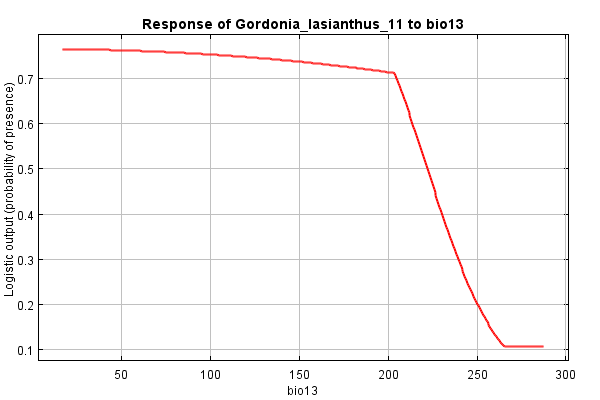 Response of Gordonia_lasianthus_11 to bio13
Logistic output (probability of presence)
0.7
0.6
0.5
0.4
0.3
0.2
0.1
50 100 150 200 250 300
bio13